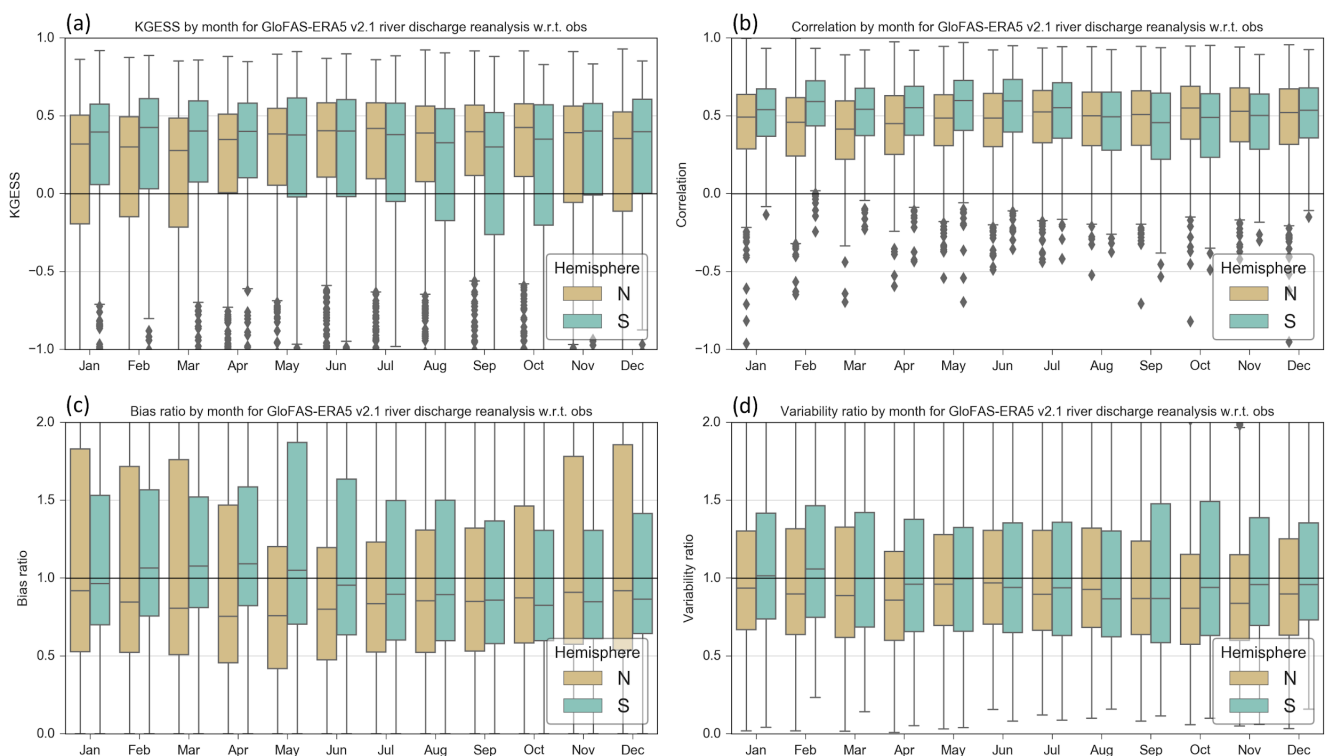 (a)
KGESS by month for GloFAS-ERA5 v2.1 river discharge reanalysis w.r.t. obs
1.0
0.5
0.0
−0.5
−1.0
KGESS
Jan Feb Mar Apr May Jun Jul Aug Sep Oct Nov Dec
Hemisphere
N
S
(b)
Correlation by month for GloFAS-ERA5 v2.1 river discharge reanalysis w.r.t. obs
1.0
0.5
0.0
−0.5
−1.0
Correlation
Jan Feb Mar Apr May Jun Jul Aug Sep Oct Nov Dec
Hemisphere
N
S
(c)
Bias ratio by month for GloFAS-ERA5 v2.1 river discharge reanalysis w.r.t. obs
2.0
1.5
1.0
0.5
0.0
Bias ratio
Jan Feb Mar Apr May Jun Jul Aug Sep Oct Nov Dec
Hemisphere
N
S
(d)
Variability ratio by month for GloFAS-ERA5 v2.1 river discharge reanalysis w.r.t. obs
2.0
1.5
1.0
0.5
0.0
Variability ratio
Jan Feb Mar Apr May Jun Jul Aug Sep Oct Nov Dec
Hemisphere
N
S